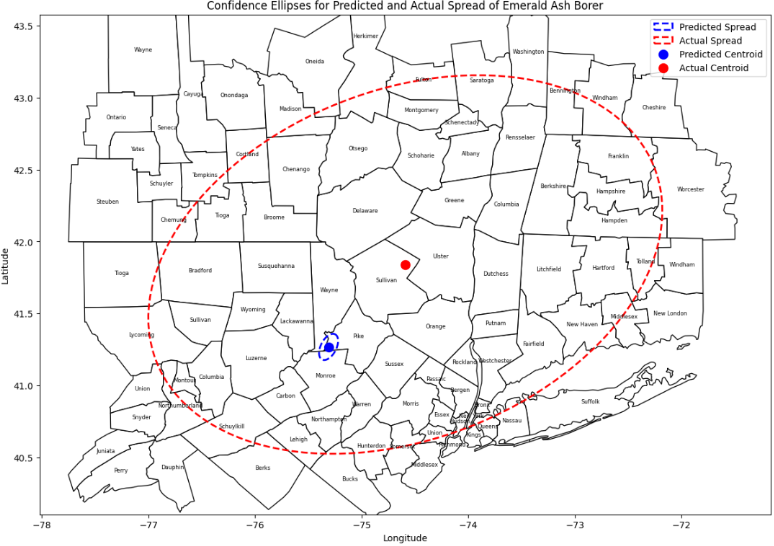 Confidence Ellipses for Predicted and Actual Spread of Emerald Ash Borer
Predicted Spread
Actual Spread
Predicted Centroid
Actual Centroid
Herkimer
Washington
Wayne
Oneida
Fulton
Saratoga
Cayuga
Onondaga
Bennington
Windham
Cheshire
Madison
Montgomery
Ontario
Seneca
Schenectady
Rensselaer
Yates
Cortland
Otsego
Schoharie
Albany
Franklin
Chenango
Tompkins
Schuyler
Berkshire
Hampshire
Worcester
Steuben
Chemung
Tioga
Broome
Delaware
Greene
Columbia
Hampden
Ulster
Tioga
Bradford
Susquehanna
Sullivan
Dutchess
Litchfield
Hartford
Tolland
Windham
Wayne
Sullivan
Wyoming
Lackawanna
Orange
Putnam
New Haven
Middlesex
New London
Lycoming
Pike
Fairfield
Luzerne
Sussex
Rockland
Westchester
Union
Montour
Columbia
Monroe
Passaic
Bergen
Snyder
Northumberland
Carbon
Warren
Morris
Essex
Bronx
Suffolk
Schuylkill
Northampton
Union
Kings
Queens
Nassau
Juniata
Perry
Dauphin
Lehigh
Berks
Hunterdon
Middlesex
Bucks
43.5
43.0
42.5
42.0
41.5
41.0
40.5
Latitude
−78
−77
−76
−75
−74
−73
−72
Longitude